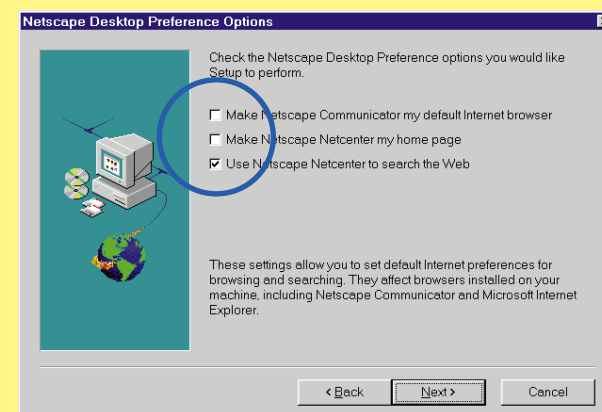 Netscape Desktop Preference Options
Check the Netscape Desktop Preference options you would like
Setup to perform.
Make Netscape Communicator my default Internet browser
Make Netscape Netcenter my home page
Use Netscape Netcenter to search the Web
These settings allow you to set default Internet preferences for
browsing and searching. They affect browsers installed on your
machine, including Netscape Communicator and Microsoft Internet
Explorer.
< Back
Next >
Cancel